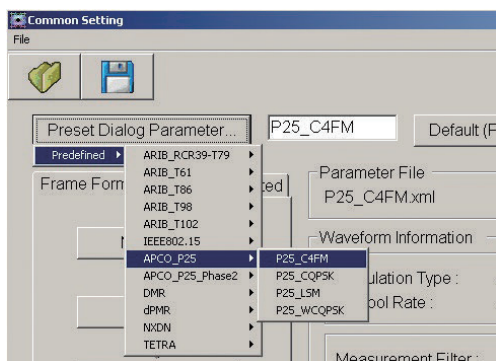 Common Setting
File
Preset Dialog Parameter...
P25_C4FM
Default (P
Predefined
ARIB_RCR39-T79
ARIB_T61
ARIB_T86
ARIB_T98
ARIB_T102
IEEE802.15
APCO_P25
APCO_P25_Phase2
DMR
dPMR
NXDN
TETRA
P25_C4FM
P25_CQPSK
P25_LSM
P25_WCQPSK
Frame Form
ted
Parameter File
P25_C4FM.xml
Waveform Information
ulation Type :
ool Rate :
Measurement Filter :